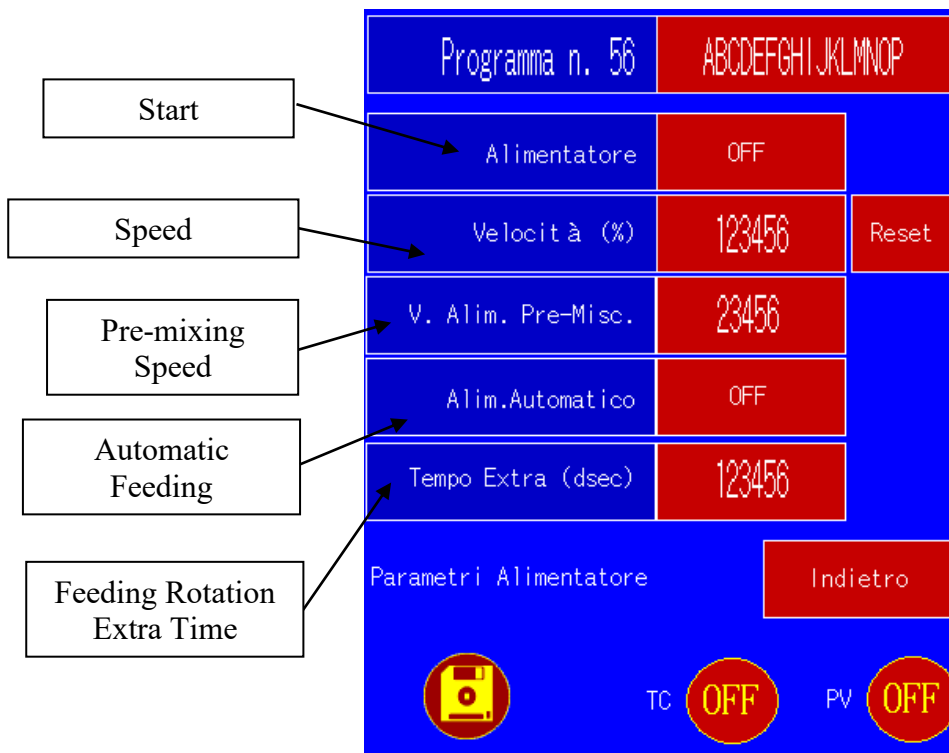 Programma n. 56 ABCDEFGHIJKLMNOP
Start
Alimentatore OFF
Speed
Velocità (%) 123456 Reset
Pre-mixing
Speed
V. Alim. Pre-Misc. 23456
Automatic
Feeding
Alim.Automatico OFF
Tempo Extra (dsec) 123456
Feeding Rotation
Extra Time
Parametri Alimentatore Indietro
TC OFF PV OFF